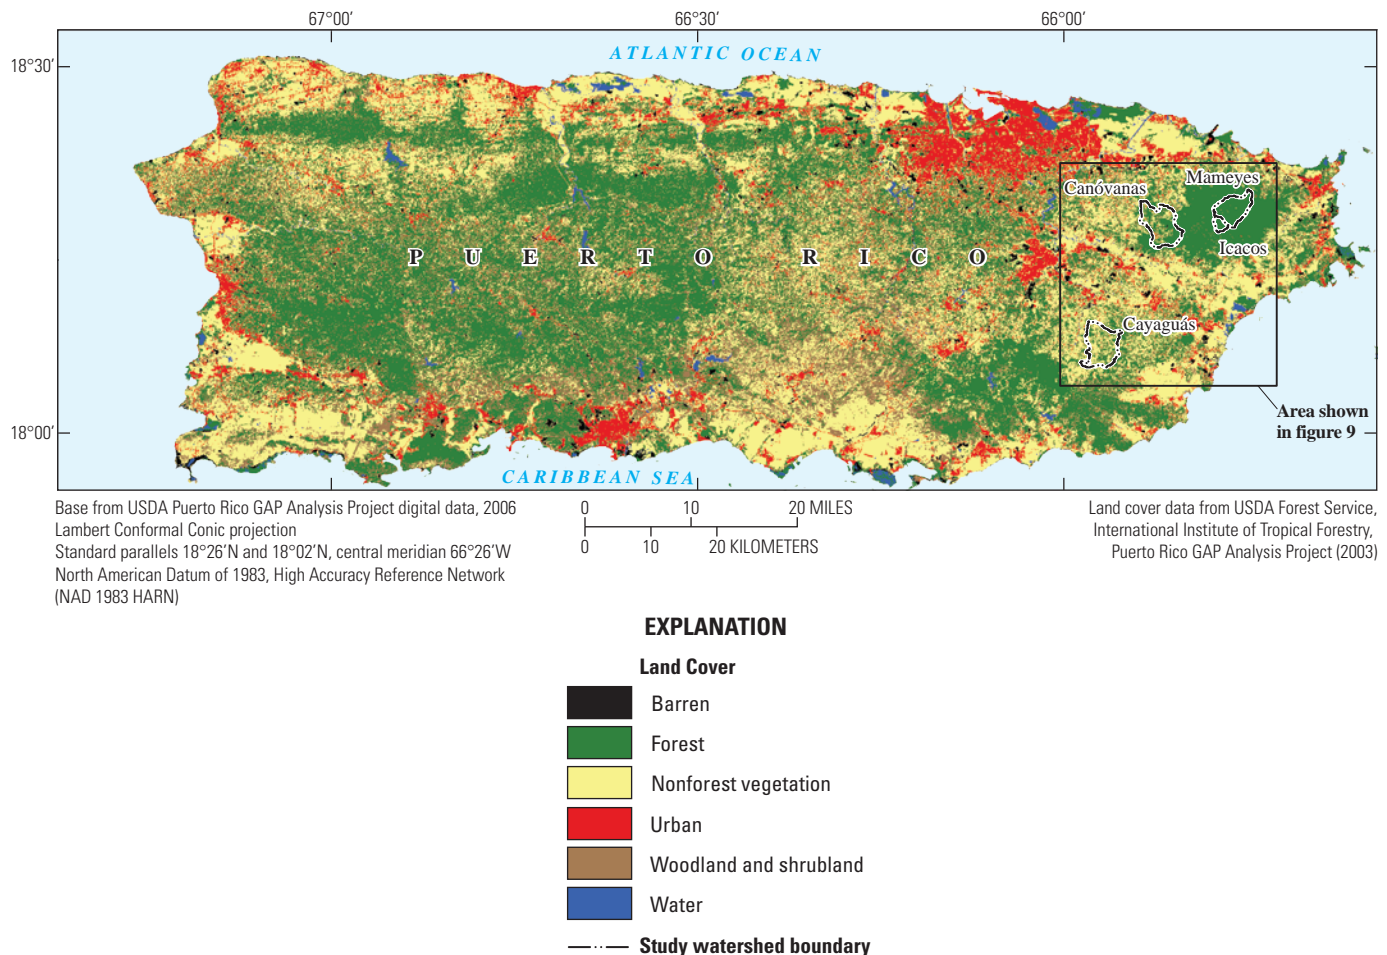 67°00′ 66°30′ 66°00′
18°30′
ATLANTIC OCEAN
Canóvanas
Mameyes
Icacos
PUERTO RICO
Cayaguás
Area shown
in figure 9
18°00′
CARIBBEAN SEA
Base from USDA Puerto Rico GAP Analysis Project digital data, 2006
Lambert Conformal Conic projection
Standard parallels 18°26′N and 18°02′N, central meridian 66°26′W
North American Datum of 1983, High Accuracy Reference Network
(NAD 1983 HARN)
0 10 20 MILES
0 10 20 KILOMETERS
Land cover data from USDA Forest Service,
International Institute of Tropical Forestry,
Puerto Rico GAP Analysis Project (2003)
EXPLANATION
Land Cover
Barren
Forest
Nonforest vegetation
Urban
Woodland and shrubland
Water
Study watershed boundary